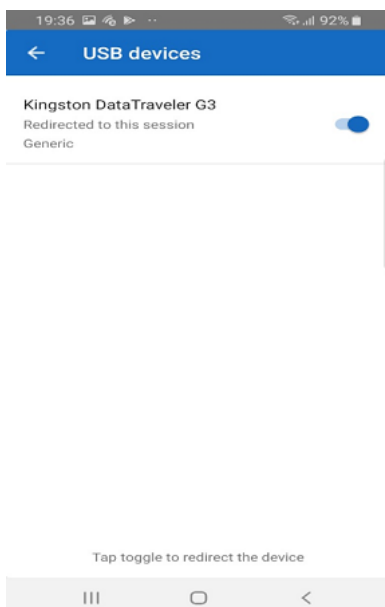 19:36 92%
USB devices
Kingston DataTraveler G3
Redirected to this session
Generic
Tap toggle to redirect the device